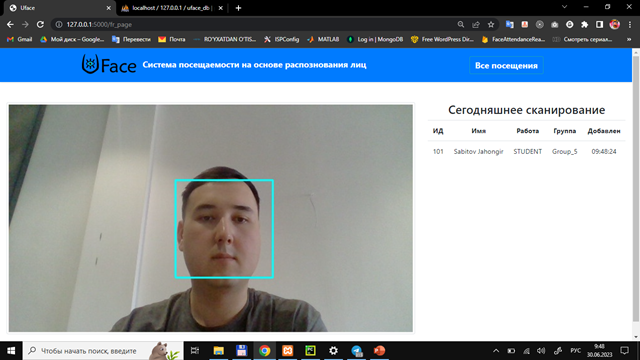 Uface
localhost / 127.0.0.1 / uface_db |
127.0.0.1:5000/fr_page
Gmail
Мой диск – Google...
Перевести
Почта
RO'YXATDAN O'TIS...
ISPConfig
MATLAB
Log in | MongoDB
Free WordPress Dir...
FaceAttendanceRea...
Смотреть сериал...
Face Система посещаемости на основе распознования лиц
Все посещения
Сегодняшнее сканирование
ИД Имя Работа Группа Добавлен
101 Sabitov Jahongir STUDENT Group_5 09:48:24
Чтобы начать поиск, введите
РУС
9:48
30.06.2023